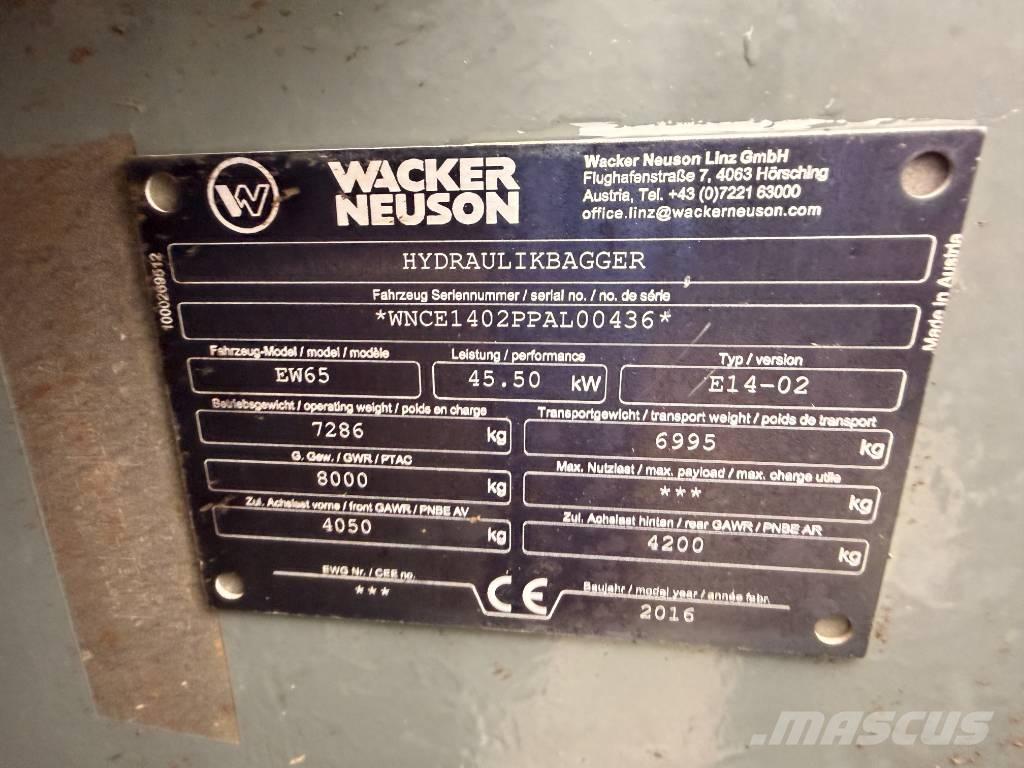 W
WACKER
NEUSON
Wacker Neuson Linz GmbH
Flughafenstraße 7, 4063 Hörsching
Austria, Tel. +43 (0)7221 63000
office.linz@wackerneuson.com
HYDRAULIKBAGGER
Fahrzeug Seriennummer / serial no. / no. de série
*WNCE1402PPAL00436*
Fahrzeug-Model / model / modèle
EW65
Leistung / performance
45.50 kW
Typ / version
E14-02
Betriebsgewicht / operating weight / poids en charge
7286 kg
Transportgewicht / transport weight / poids de transport
6995 kg
G. Gew. / GWR / PTAC
8000 kg
Max. Nutzlast / max. payload / max. charge utile
*** kg
Zul. Achslast vorne / front GAWR / PNBE AV
4050 kg
Zul. Achslast hinten / rear GAWR / PNBE AR
4200 kg
EWG Nr. / CEE no.
***
CE
Baujahr / model year / année fabr.
2016
1000269512
Made in Austria
MASCUS